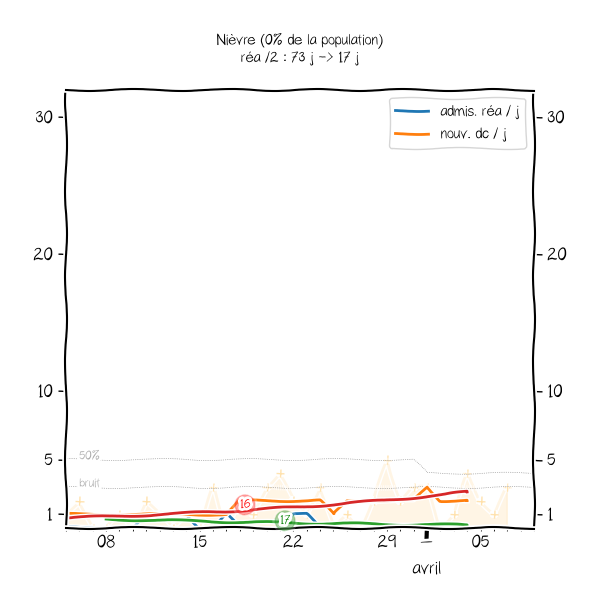 Nièvre (0% de la population)
réa /2 : 73 j -> 17 j
admis. réa / j
nouv. dc / j
30 30
20 20
10 10
5 50% 5
bruit
16
1 17 1
08 15 22 29 1 05
avril